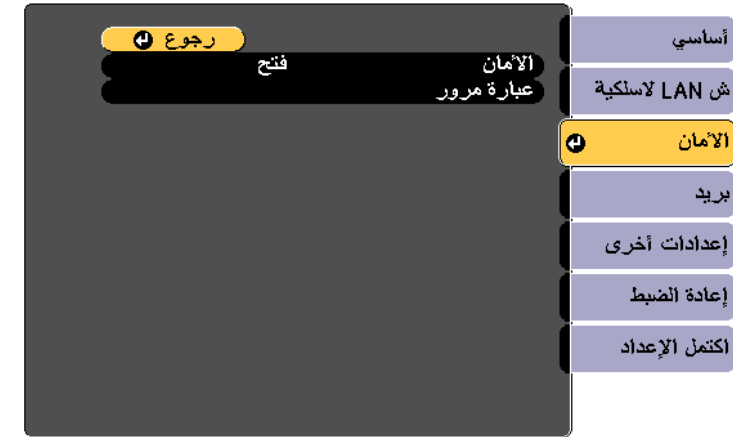 أساسي
ش LAN لاسلكية
الأمان
بريد
إعدادات أخرى
إعادة الضبط
اكتمل الإعداد
رجوع
الأمان فتح
عبارة مرور